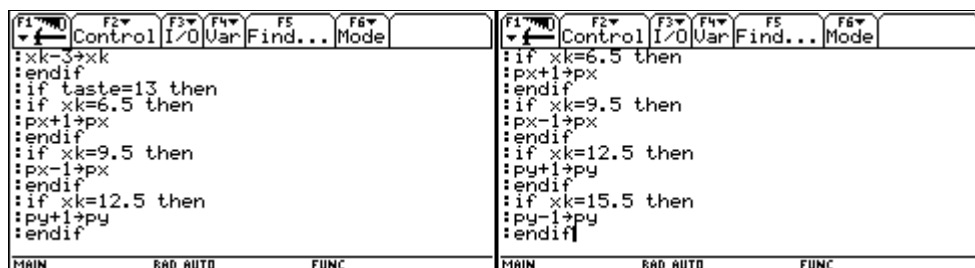 F1 F2 F3 F4 F5 F6
Control I/O Var Find... Mode
:xk-3→xk
:endif
:if taste=13 then
:if xk=6.5 then
:px+1→px
:endif
:if xk=9.5 then
:px-1→px
:endif
:if xk=12.5 then
:py+1→py
:endif
MAIN RAD AUTO FUNC
F1 F2 F3 F4 F5 F6
Control I/O Var Find... Mode
:if xk=6.5 then
:px+1→px
:endif
:if xk=9.5 then
:px-1→px
:endif
:if xk=12.5 then
:py+1→py
:endif
:if xk=15.5 then
:py-1→py
:endif
MAIN RAD AUTO FUNC